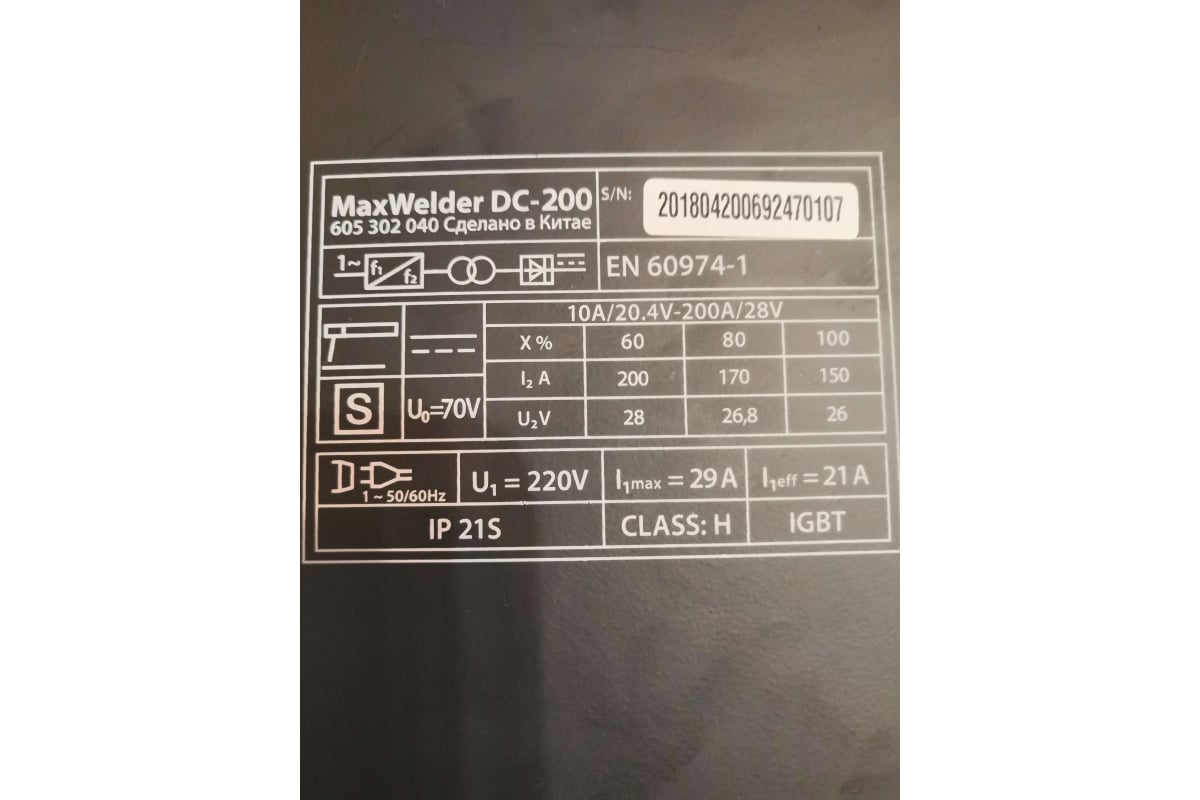 MaxWelder DC-200
605 302 040 Сделано в Китае
S/N: 201804200692470107
1~ f₁ f₂
EN 60974-1
10A/20.4V-200A/28V
X % 60 80 100
I₂ A 200 170 150
U₂V 28 26,8 26
S U₀=70V
1 ~ 50/60Hz
U₁ = 220V I₁max = 29 A I₁eff = 21 A
IP 21S CLASS: H IGBT